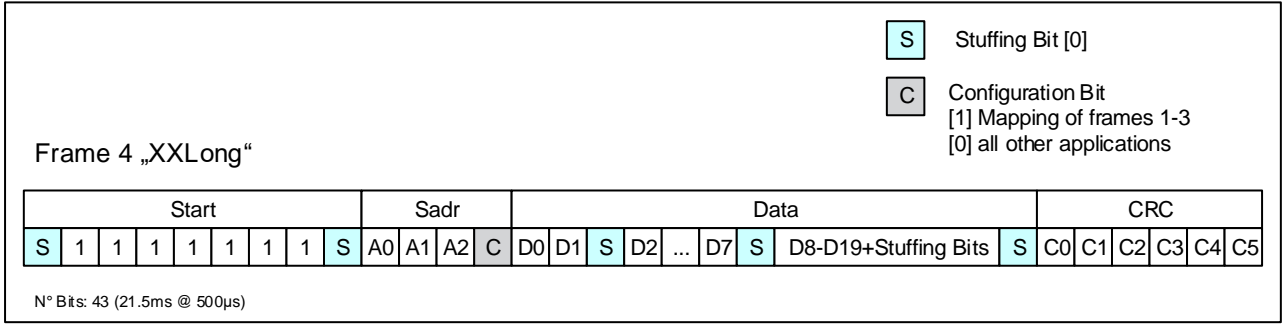 S Stuffing Bit [0]
C Configuration Bit
[1] Mapping of frames 1-3
[0] all other applications
Frame 4 „XXLong“
Start Sadr Data CRC
S 1 1 1 1 1 1 1 S A0 A1 A2 C D0 D1 S D2 ... D7 S D8-D19+Stuffing Bits S C0 C1 C2 C3 C4 C5
N° Bits: 43 (21.5ms @ 500µs)